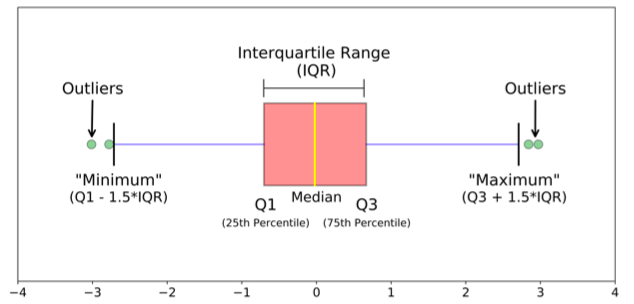 Interquartile Range
(IQR)
Outliers
Outliers
"Minimum"
(Q1 - 1.5*IQR)
"Maximum"
(Q3 + 1.5*IQR)
Median
Q1
Q3
(25th Percentile)
(75th Percentile)
−4 −3 −2 −1 0 1 2 3 4